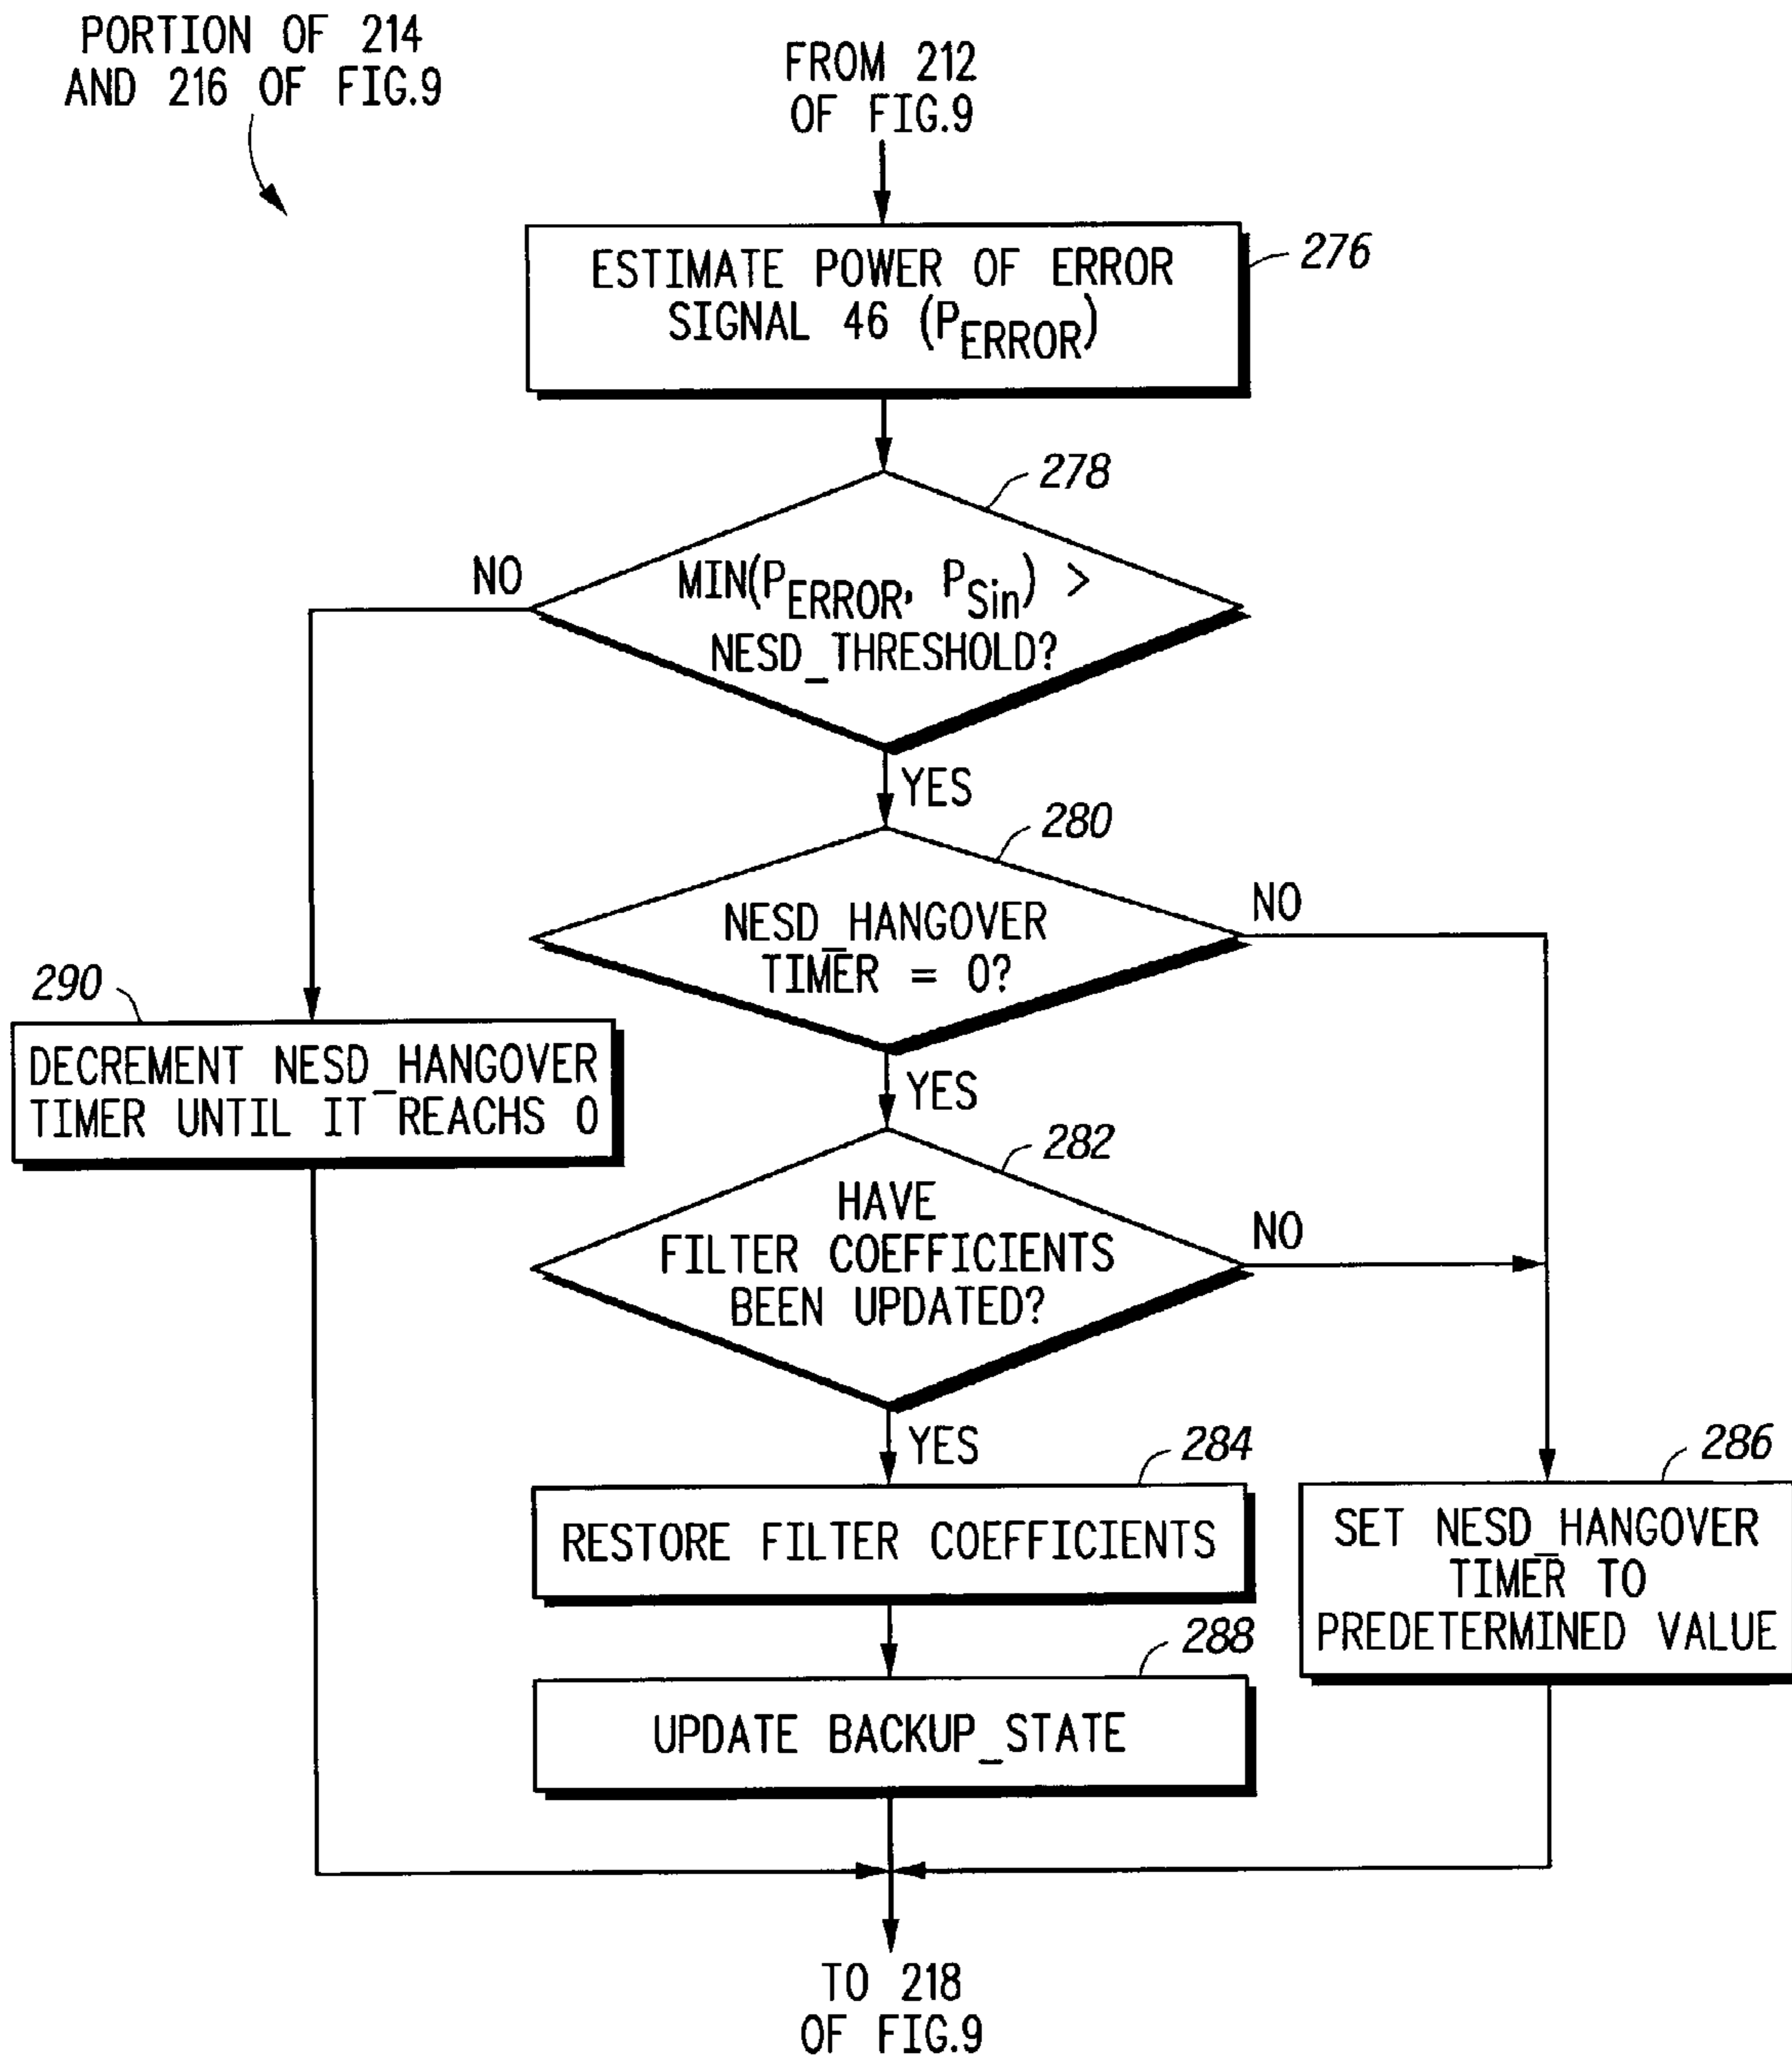 PORTION OF 214
AND 216 OF FIG.9
FROM 212
OF FIG.9
276
ESTIMATE POWER OF ERROR
SIGNAL 46 (PERROR)
278
NO
MIN(PERROR, PSin) >
NESD_THRESHOLD?
YES
280
NESD_HANGOVER
TIMER = 0?
NO
290
DECREMENT NESD_HANGOVER
TIMER UNTIL IT REACHS 0
YES
282
HAVE
FILTER COEFFICIENTS
BEEN UPDATED?
NO
YES
284
RESTORE FILTER COEFFICIENTS
286
SET NESD_HANGOVER
TIMER TO
PREDETERMINED VALUE
288
UPDATE BACKUP_STATE
TO 218
OF FIG.9